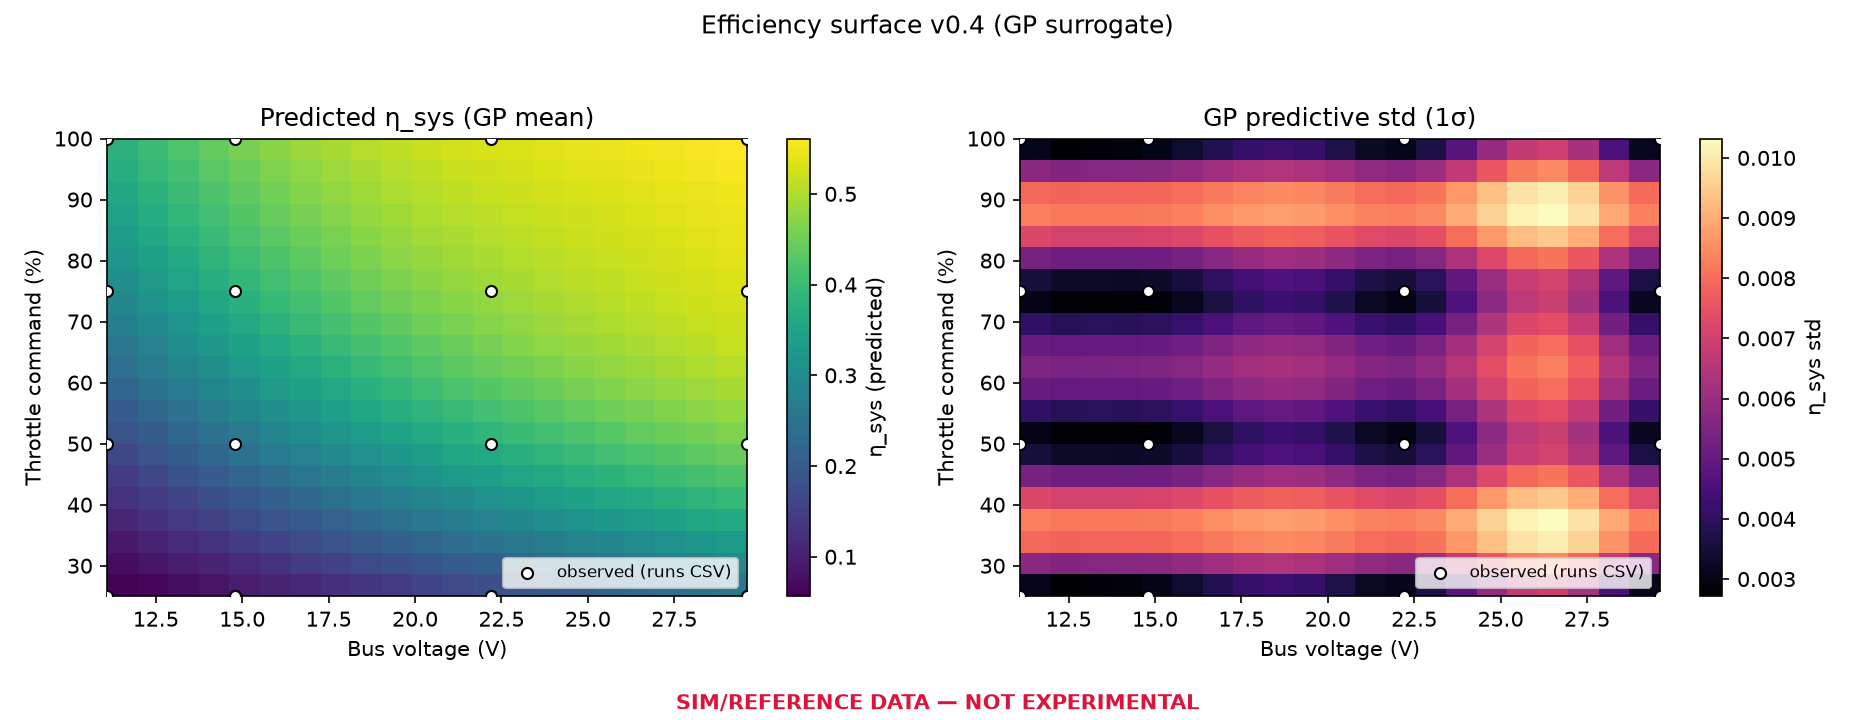 Efficiency surface v0.4 (GP surrogate)
Predicted η_sys (GP mean)
100
90
80
70
60
50
40
30
Throttle command (%)
12.5 15.0 17.5 20.0 22.5 25.0 27.5
Bus voltage (V)
observed (runs CSV)
0.5
0.4
0.3
0.2
0.1
η_sys (predicted)
GP predictive std (1σ)
100
90
80
70
60
50
40
30
Throttle command (%)
12.5 15.0 17.5 20.0 22.5 25.0 27.5
Bus voltage (V)
observed (runs CSV)
0.010
0.009
0.008
0.007
0.006
0.005
0.004
0.003
η_sys std
SIM/REFERENCE DATA — NOT EXPERIMENTAL